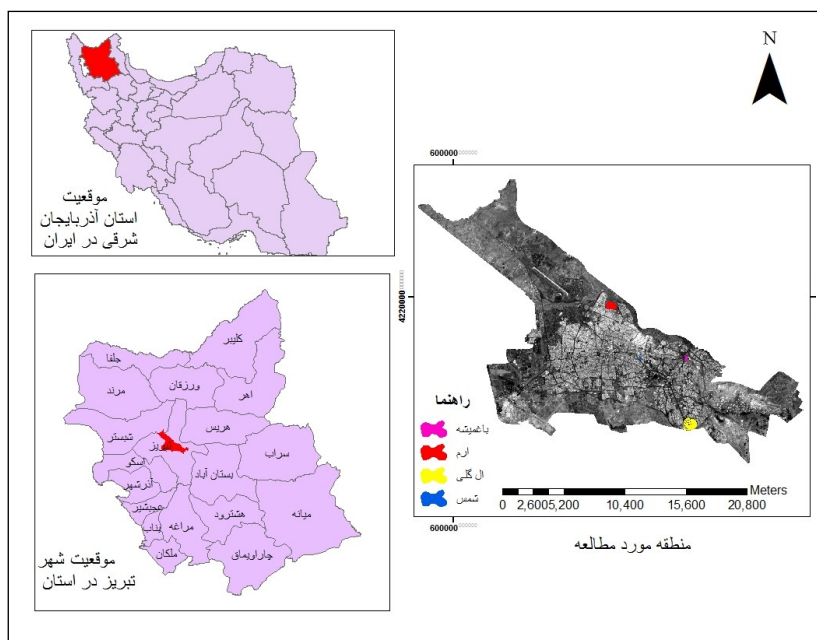 موقعیت
استان آذربایجان
شرقی در ایران
N
600000
4220000
راهنما
باغمیشه
ارم
ال گلی
شمس
Meters
0 2,600 5,200 10,400 15,600 20,800
600000
منطقه مورد مطالعه
کلیبر
جلفا
ورزقان
مرند
اهر
هریس
شبستر
تبریز
اسکو
سراب
بستان آباد
آذرشهر
عجبشیر
هشترود
میانه
مراغه
بناب
ملکان
چاراویماق
موقعیت شهر
تبریز در استان